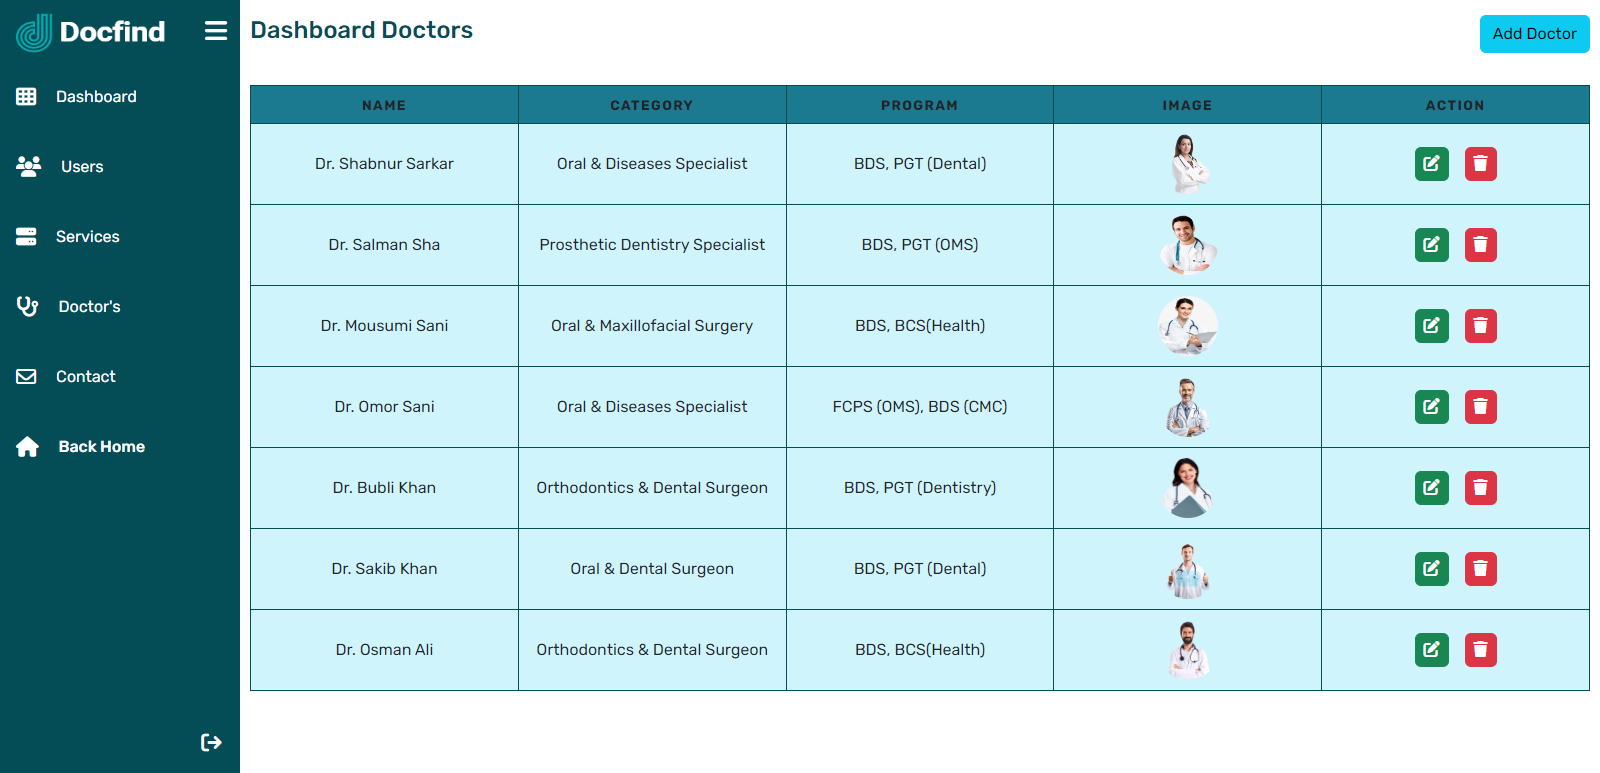 Docfind
Dashboard
Users
Services
Doctor's
Contact
Back Home
Dashboard Doctors
Add Doctor
NAME CATEGORY PROGRAM IMAGE ACTION
Dr. Shabnur Sarkar Oral & Diseases Specialist BDS, PGT (Dental)
Dr. Salman Sha Prosthetic Dentistry Specialist BDS, PGT (OMS)
Dr. Mousumi Sani Oral & Maxillofacial Surgery BDS, BCS(Health)
Dr. Omor Sani Oral & Diseases Specialist FCPS (OMS), BDS (CMC)
Dr. Bubli Khan Orthodontics & Dental Surgeon BDS, PGT (Dentistry)
Dr. Sakib Khan Oral & Dental Surgeon BDS, PGT (Dental)
Dr. Osman Ali Orthodontics & Dental Surgeon BDS, BCS(Health)